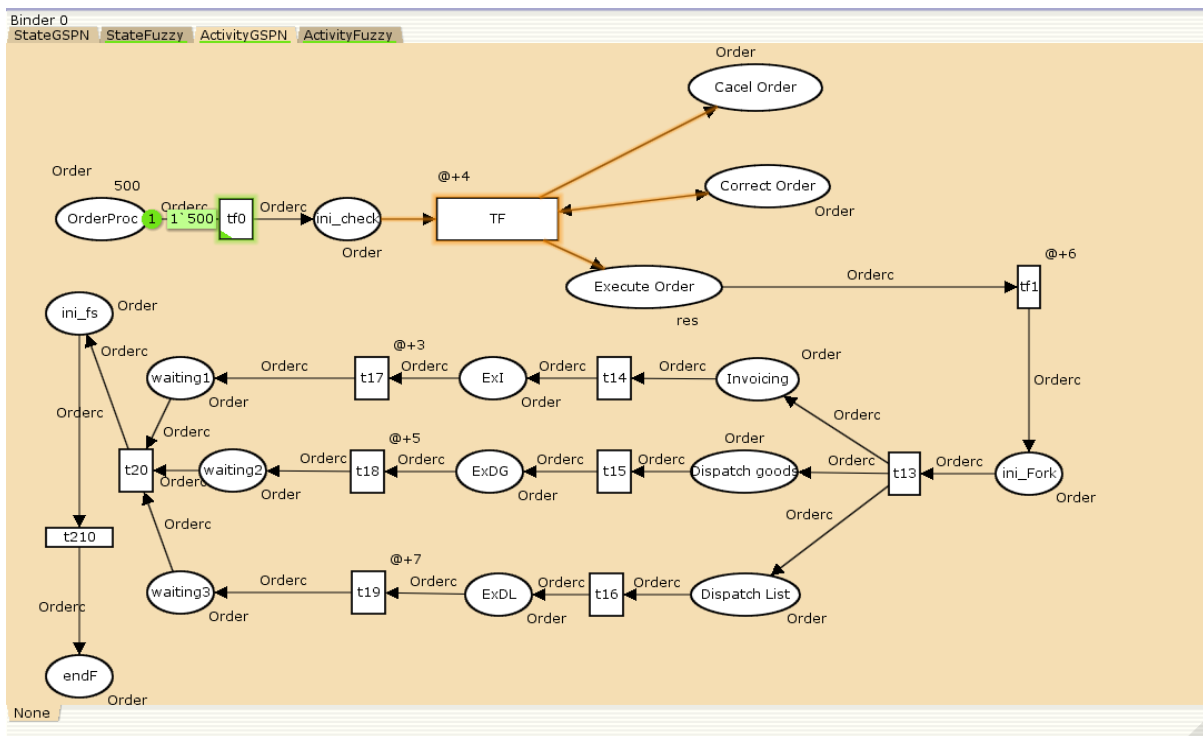 Binder 0
StateGSPN StateFuzzy ActivityGSPN ActivityFuzzy
Order
Cacel Order
Order
500
@+4
Correct Order
Order
OrderProc
1
Orderc
1`500
tf0
Orderc
ini_check
Order
TF
@+6
Execute Order
res
Orderc
tf1
ini_fs
Order
Orderc
waiting1
Order
Orderc
@+3
t17
Orderc
ExI
Order
Orderc
t14
Orderc
Order
Invoicing
Orderc
Orderc
Orderc
Orderc
t20
Orderc
waiting2
Order
Orderc
@+5
t18
Orderc
ExDG
Order
Orderc
t15
Orderc
Order
Dispatch goods
Orderc
t13
Orderc
ini_Fork
Order
Orderc
Orderc
t210
@+7
waiting3
Order
Orderc
t19
Orderc
ExDL
Order
Orderc
t16
Orderc
Dispatch List
Order
Orderc
endF
Order
None